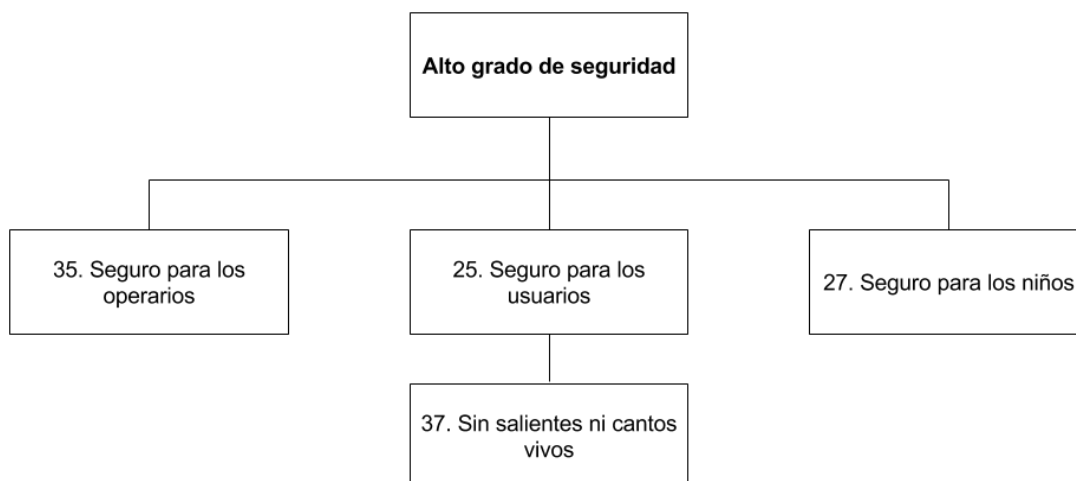 Alto grado de seguridad
35. Seguro para los
operarios
25. Seguro para los
usuarios
27. Seguro para los niños
37. Sin salientes ni cantos
vivos